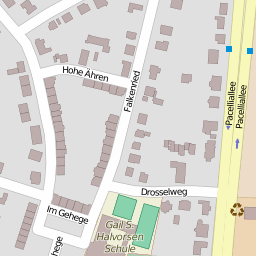 Hohe Ähren
Falkenried
Pacelliallee
Pacelliallee
Drosselweg
Im Gehege
Gail S.
Halvorsen
Schule
hege